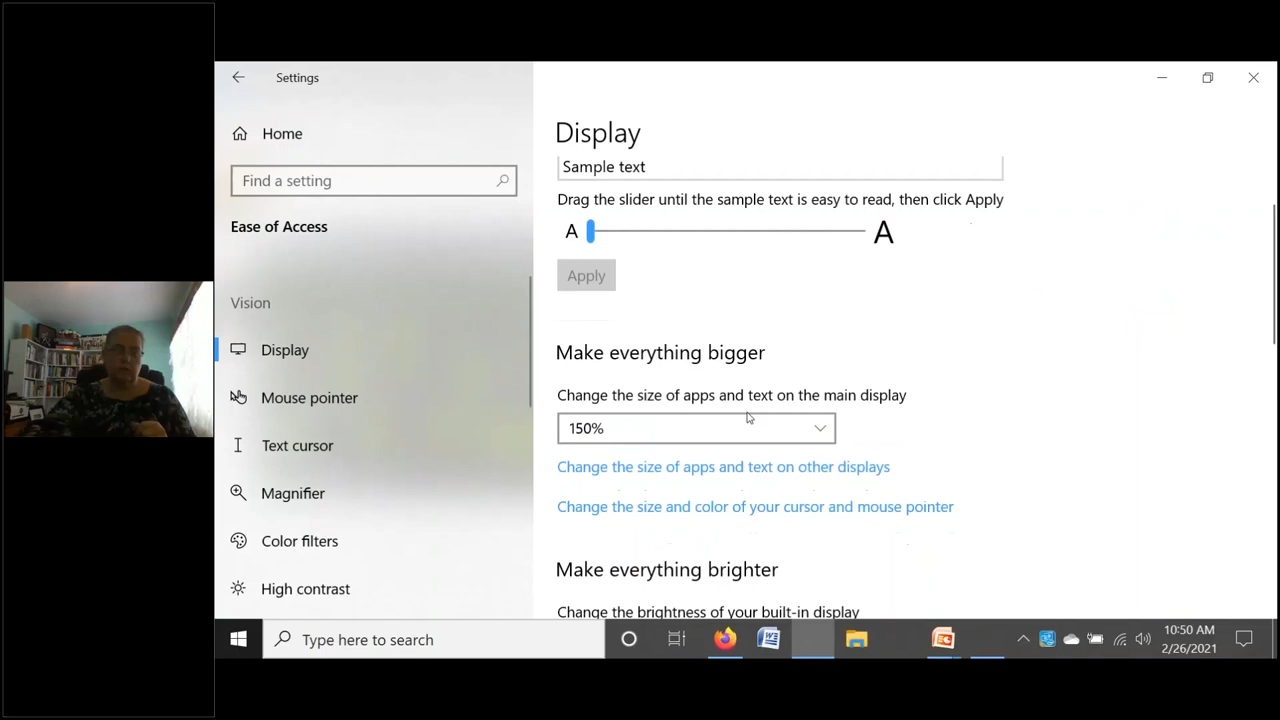 Settings
Home
Find a setting
Ease of Access
Vision
Display
Mouse pointer
Text cursor
Magnifier
Color filters
High contrast
Display
Sample text
Drag the slider until the sample text is easy to read, then click Apply
A A
Apply
Make everything bigger
Change the size of apps and text on the main display
150%
Change the size of apps and text on other displays
Change the size and color of your cursor and mouse pointer
Make everything brighter
Change the brightness of your built-in display
Type here to search
10:50 AM
2/26/2021